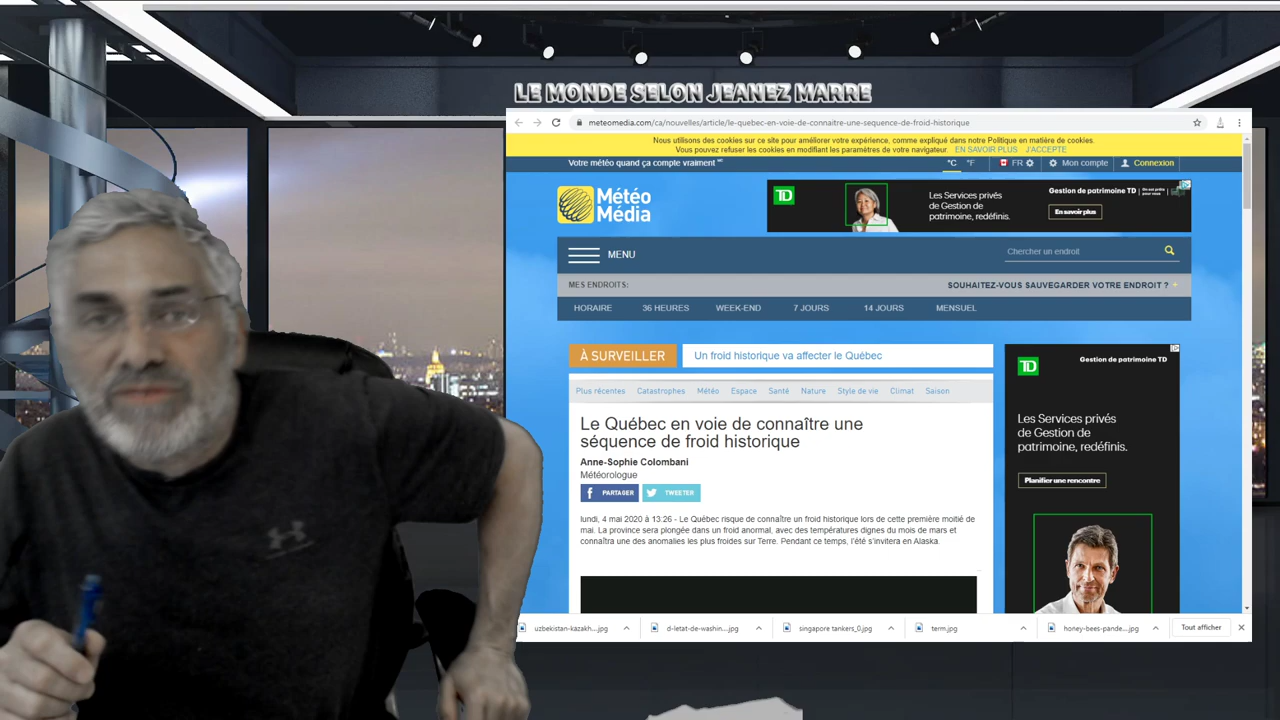 LE MONDE SELON JEANEZ MARRE
meteomedia.com/ca/nouvelles/article/le-quebec-en-voie-de-connaitre-une-sequence-de-froid-historique
Nous utilisons des cookies sur ce site pour améliorer votre expérience, comme expliqué dans notre Politique en matière de cookies.
Vous pouvez refuser les cookies en modifiant les paramètres de votre navigateur. EN SAVOIR PLUS J'ACCEPTE
Votre météo quand ça compte vraiment
°C °F FR Mon compte Connexion
Météo
Média
TD
Les Services privés
de Gestion de
patrimoine, redéfinis.
Gestion de patrimoine TD
En savoir plus
MENU
Chercher un endroit
MES ENDROITS:
SOUHAITEZ-VOUS SAUVEGARDER VOTRE ENDROIT ? +
HORAIRE 36 HEURES WEEK-END 7 JOURS 14 JOURS MENSUEL
À SURVEILLER Un froid historique va affecter le Québec
Plus récentes Catastrophes Météo Espace Santé Nature Style de vie Climat Saison
Le Québec en voie de connaître une
séquence de froid historique
Anne-Sophie Colombani
Météorologue
PARTAGER TWEETER
lundi, 4 mai 2020 à 13:26 - Le Québec risque de connaître un froid historique lors de cette première moitié de
mai. La province sera plongée dans un froid anormal, avec des températures dignes du mois de mars et
connaîtra une des anomalies les plus froides sur Terre. Pendant ce temps, l'été s'invitera en Alaska.
TD
Gestion de patrimoine TD
Les Services privés
de Gestion de
patrimoine, redéfinis.
Planifier une rencontre
uzbekistan-kazakh....jpg d-letat-de-washin....jpg singapore tankers_0.jpg term.jpg honey-bees-pande....jpg Tout afficher